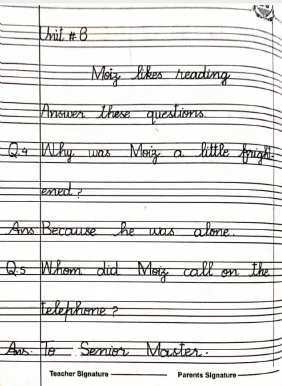 Unit # 8
Moiz likes reading
Answer these questions.
Q.4 Why was Moiz a little fright-
ened?
Ans Because he was alone.
Q.5 Whom did Moiz call on the
telephone?
Ans. To Senior Master.
Teacher Signature Parents Signature